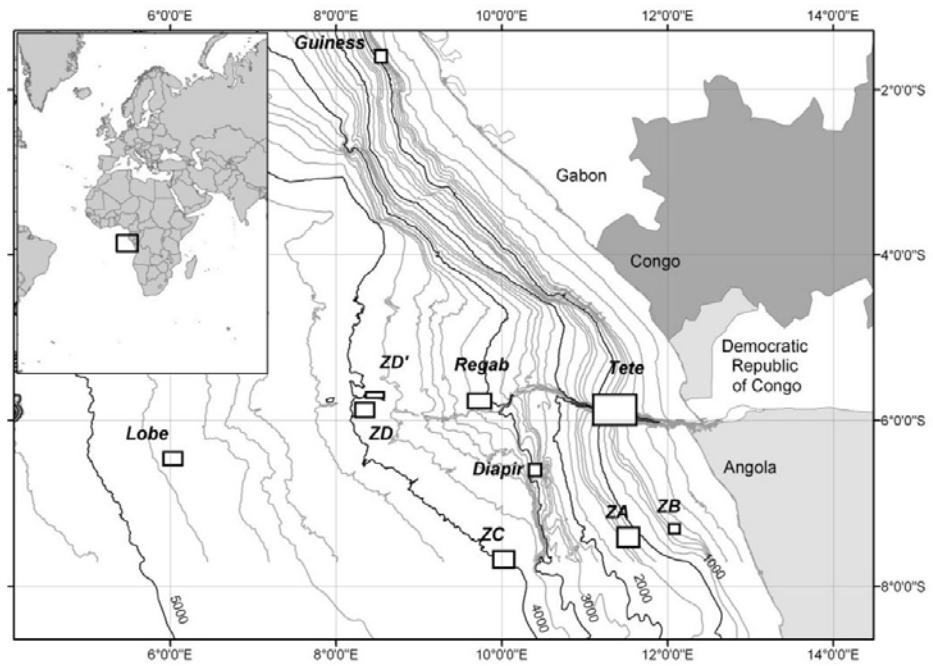 6°0'0"E
8°0'0"E
10°0'0"E
12°0'0"E
14°0'0"E
Guiness
2°0'0"S
Gabon
4°0'0"S
Congo
ZD'
Regab
Tete
Democratic
Republic
of Congo
6°0'0"S
Lobe
ZD
Diapir
Angola
ZA
ZB
ZC
1000
2000
3000
4000
5000
8°0'0"S
6°0'0"E
8°0'0"E
10°0'0"E
12°0'0"E
14°0'0"E